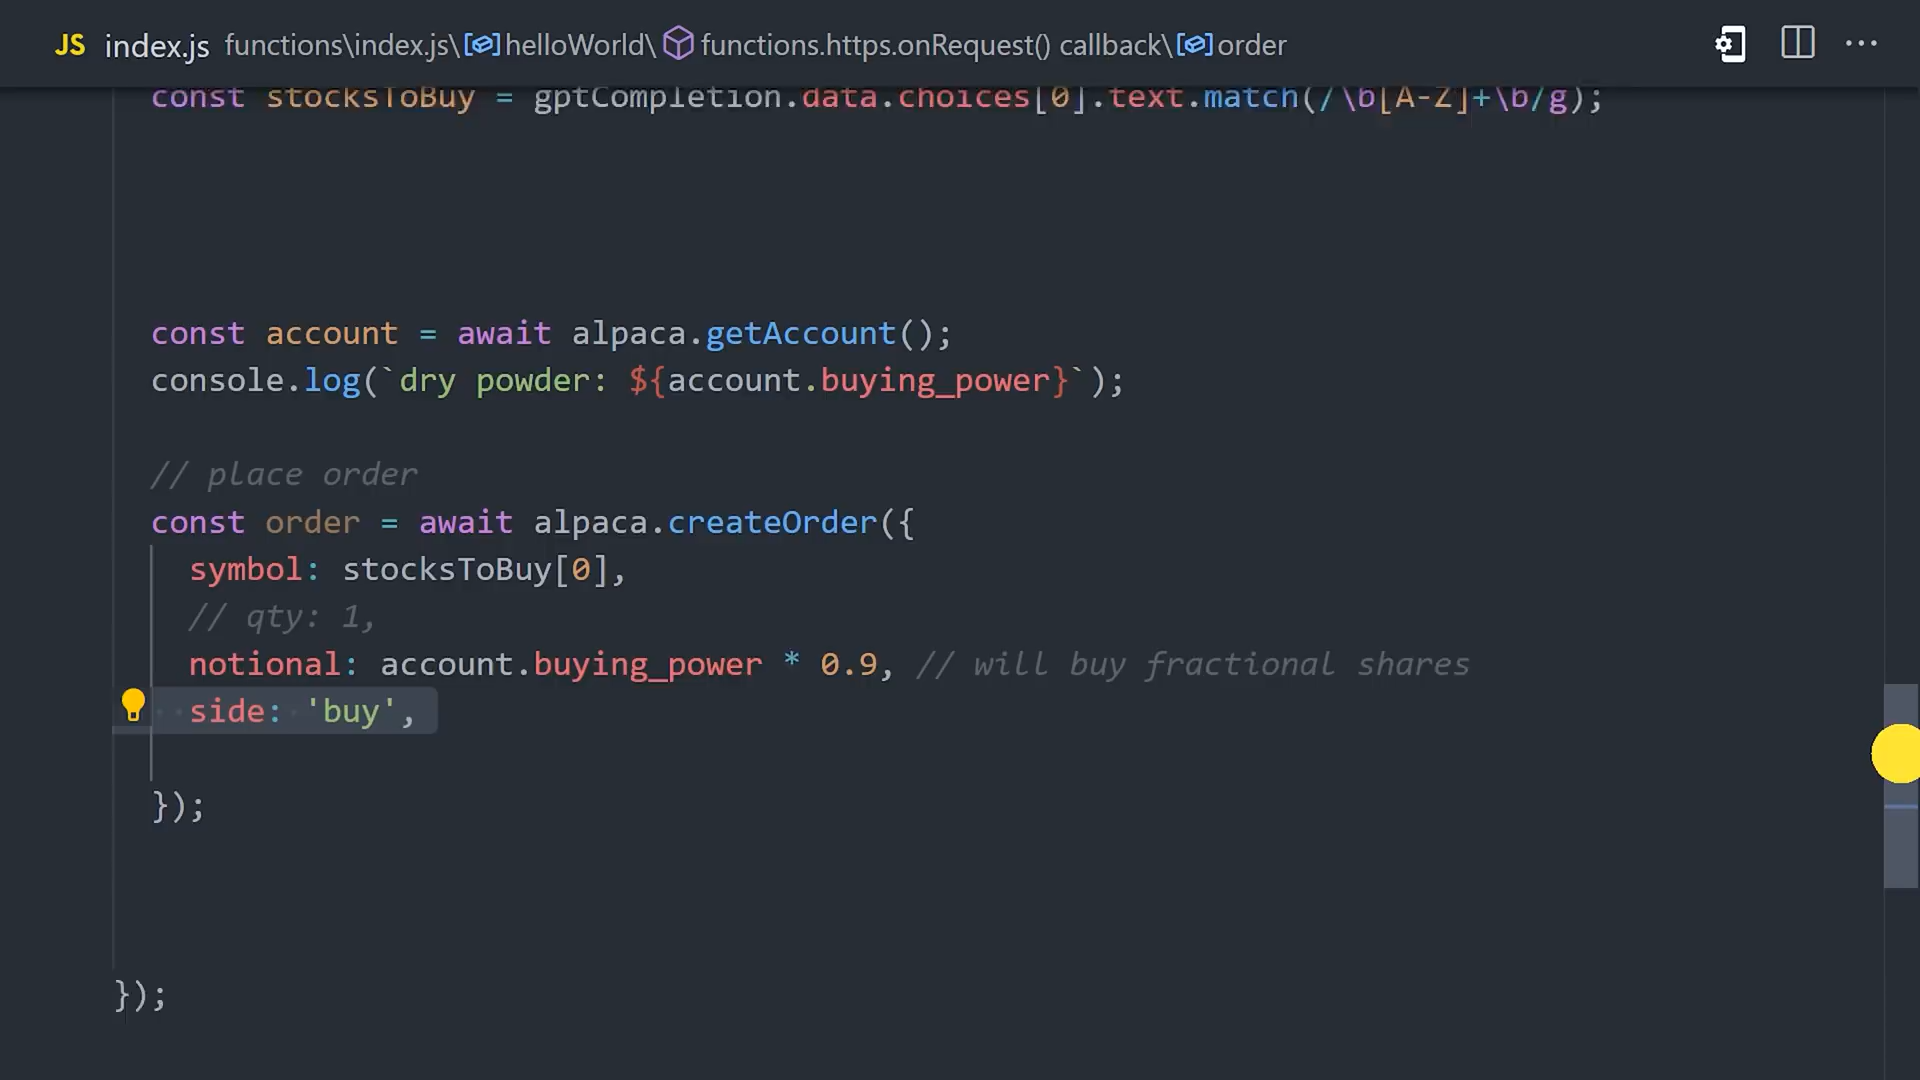 JS index.js functions\index.js\helloWorld\functions.https.onRequest() callback\order
const stocksToBuy = gptCompletion.data.choices[0].text.match(/\b[A-Z]+\b/g);
const account = await alpaca.getAccount();
console.log(`dry powder: ${account.buying_power}`);
// place order
const order = await alpaca.createOrder({
symbol: stocksToBuy[0],
// qty: 1,
notional: account.buying_power * 0.9, // will buy fractional shares
side: 'buy',
});
});